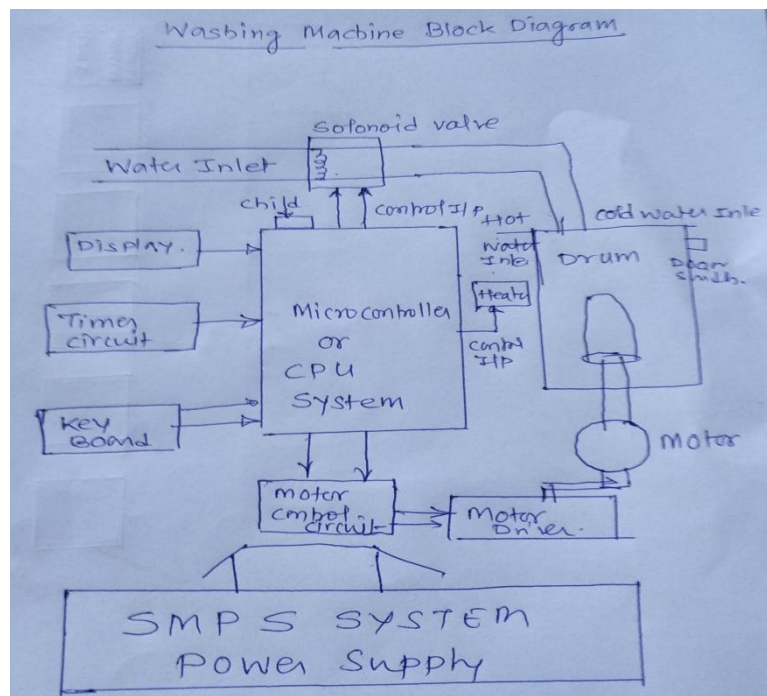 Washing Machine Block Diagram
Solonoid valve
Water Inlet
child
control I/P
Hot
Water
Inle
cold water Inle
Display.
Drum
Door
Timer
circuit
Microcontroller
or
CPU
System
Heater
control
I/P
Key
Board
Motor
Motor
control
circuit
Motor
Driver.
SMPS SYSTEM
Power Supply